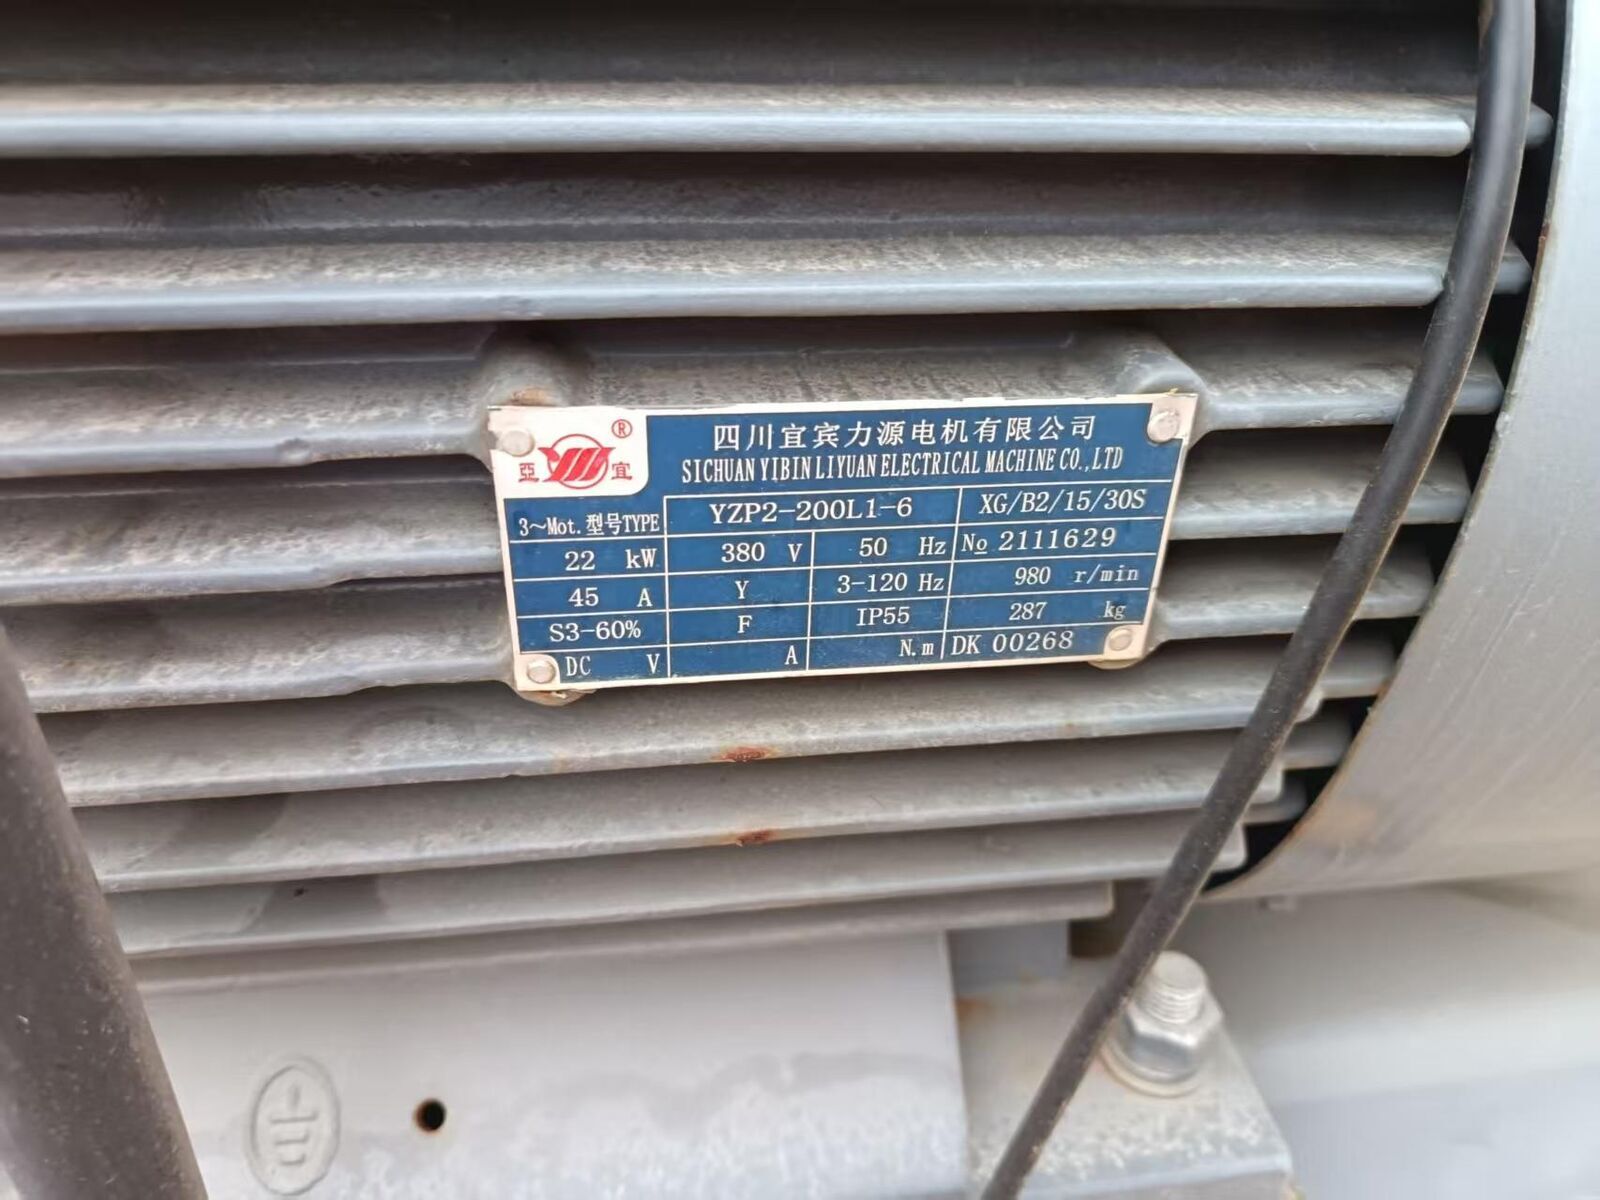 四川宜宾力源电机有限公司
亞 宜 ®
SICHUAN YIBIN LIYUAN ELECTRICAL MACHINE CO.,LTD
3~Mot. 型号TYPE YZP2-200L1-6 XG/B2/15/30S
22 kW 380 V 50 Hz № 2111629
45 A Y 3-120 Hz 980 r/min
S3-60% F IP55 287 kg
DC V A N.m DK 00268